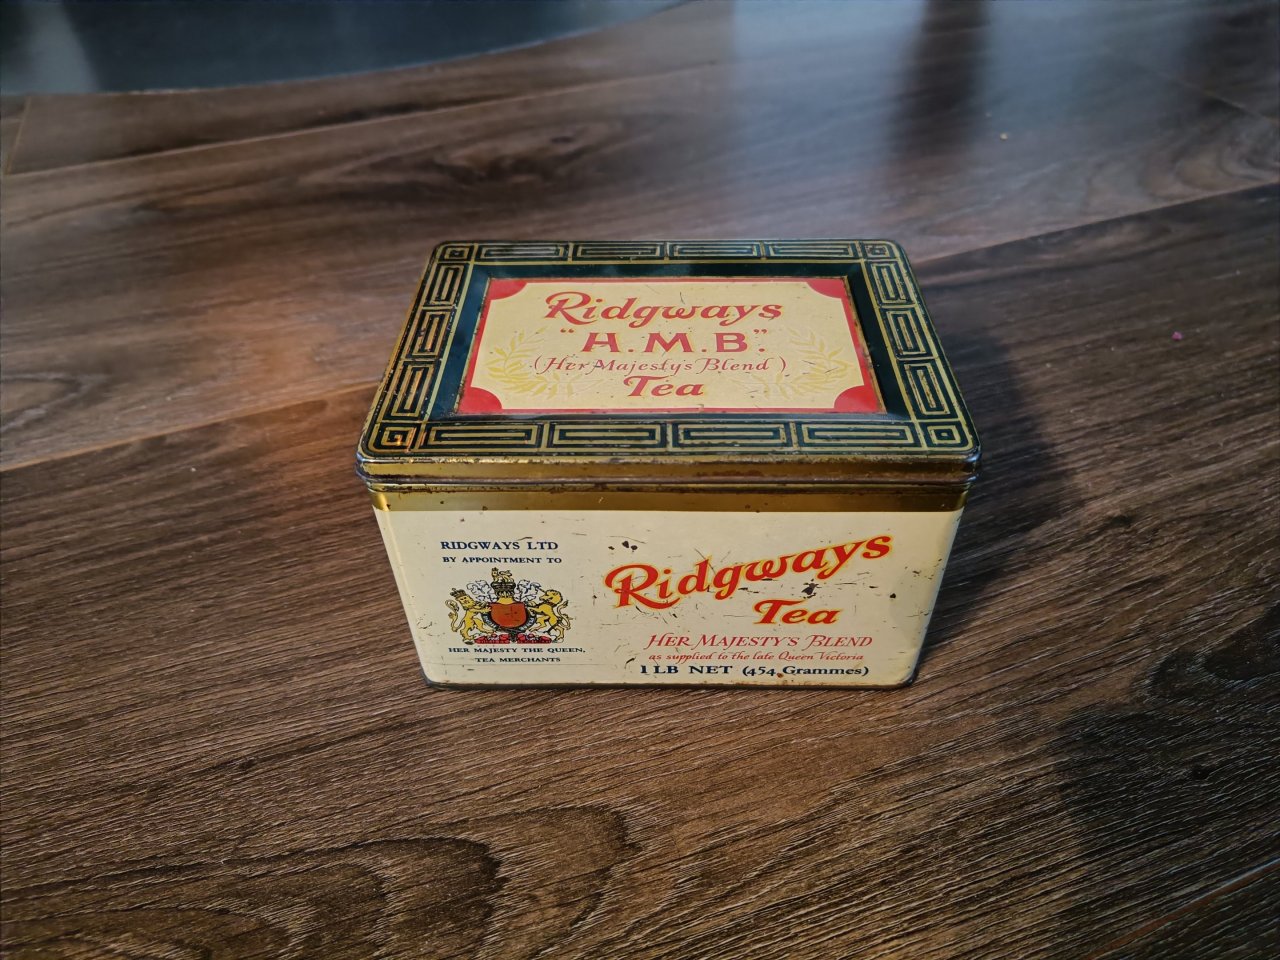 Ridgways
"H.M.B".
(Her Majesty's Blend)
Tea
RIDGWAYS LTD
BY APPOINTMENT TO
HER MAJESTY THE QUEEN,
TEA MERCHANTS
Ridgways
Tea
HER MAJESTY'S BLEND
as supplied to the late Queen Victoria
1 LB NET (454 Grammes)